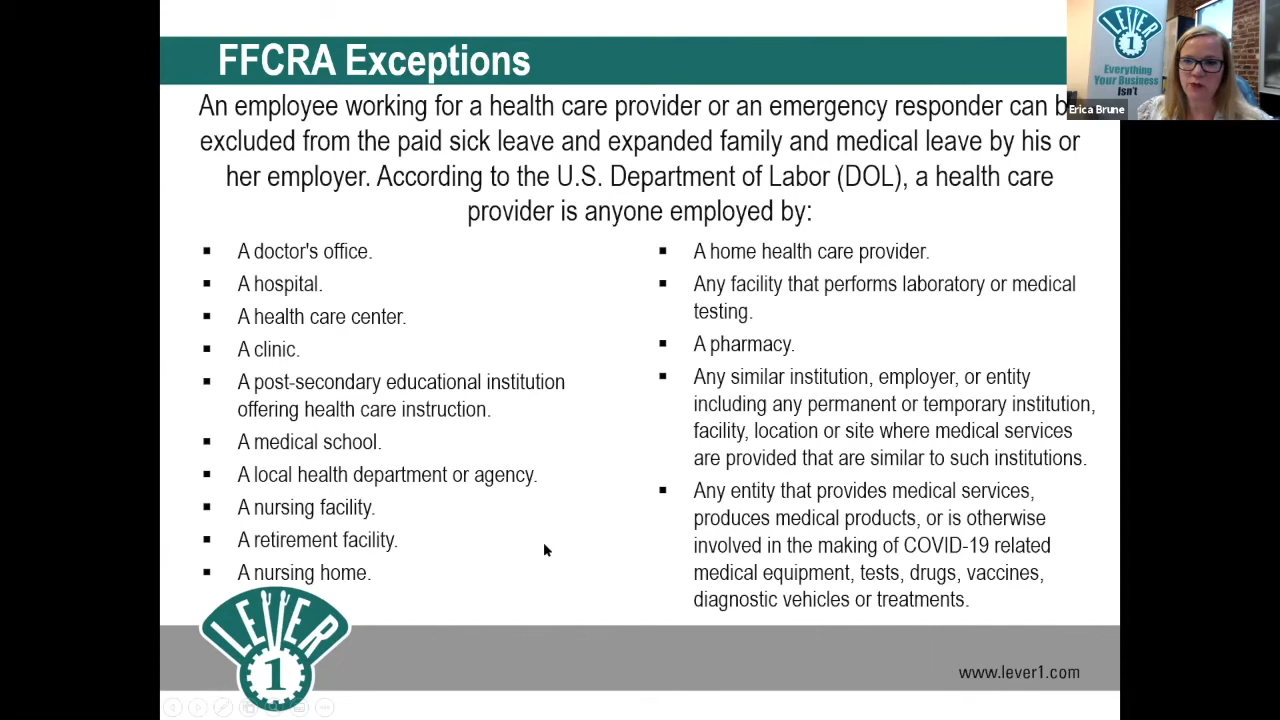 FFCRA Exceptions
An employee working for a health care provider or an emergency responder can b
excluded from the paid sick leave and expanded family and medical leave by his or
her employer. According to the U.S. Department of Labor (DOL), a health care
provider is anyone employed by:
A doctor's office.
A hospital.
A health care center.
A clinic.
A post-secondary educational institution
offering health care instruction.
A medical school.
A local health department or agency.
A nursing facility.
A retirement facility.
A nursing home.
A home health care provider.
Any facility that performs laboratory or medical
testing.
A pharmacy.
Any similar institution, employer, or entity
including any permanent or temporary institution,
facility, location or site where medical services
are provided that are similar to such institutions.
Any entity that provides medical services,
produces medical products, or is otherwise
involved in the making of COVID-19 related
medical equipment, tests, drugs, vaccines,
diagnostic vehicles or treatments.
LEVER
1
www.lever1.com
LEVER
1
Everything
Your Business
Isn't
Erica Brune